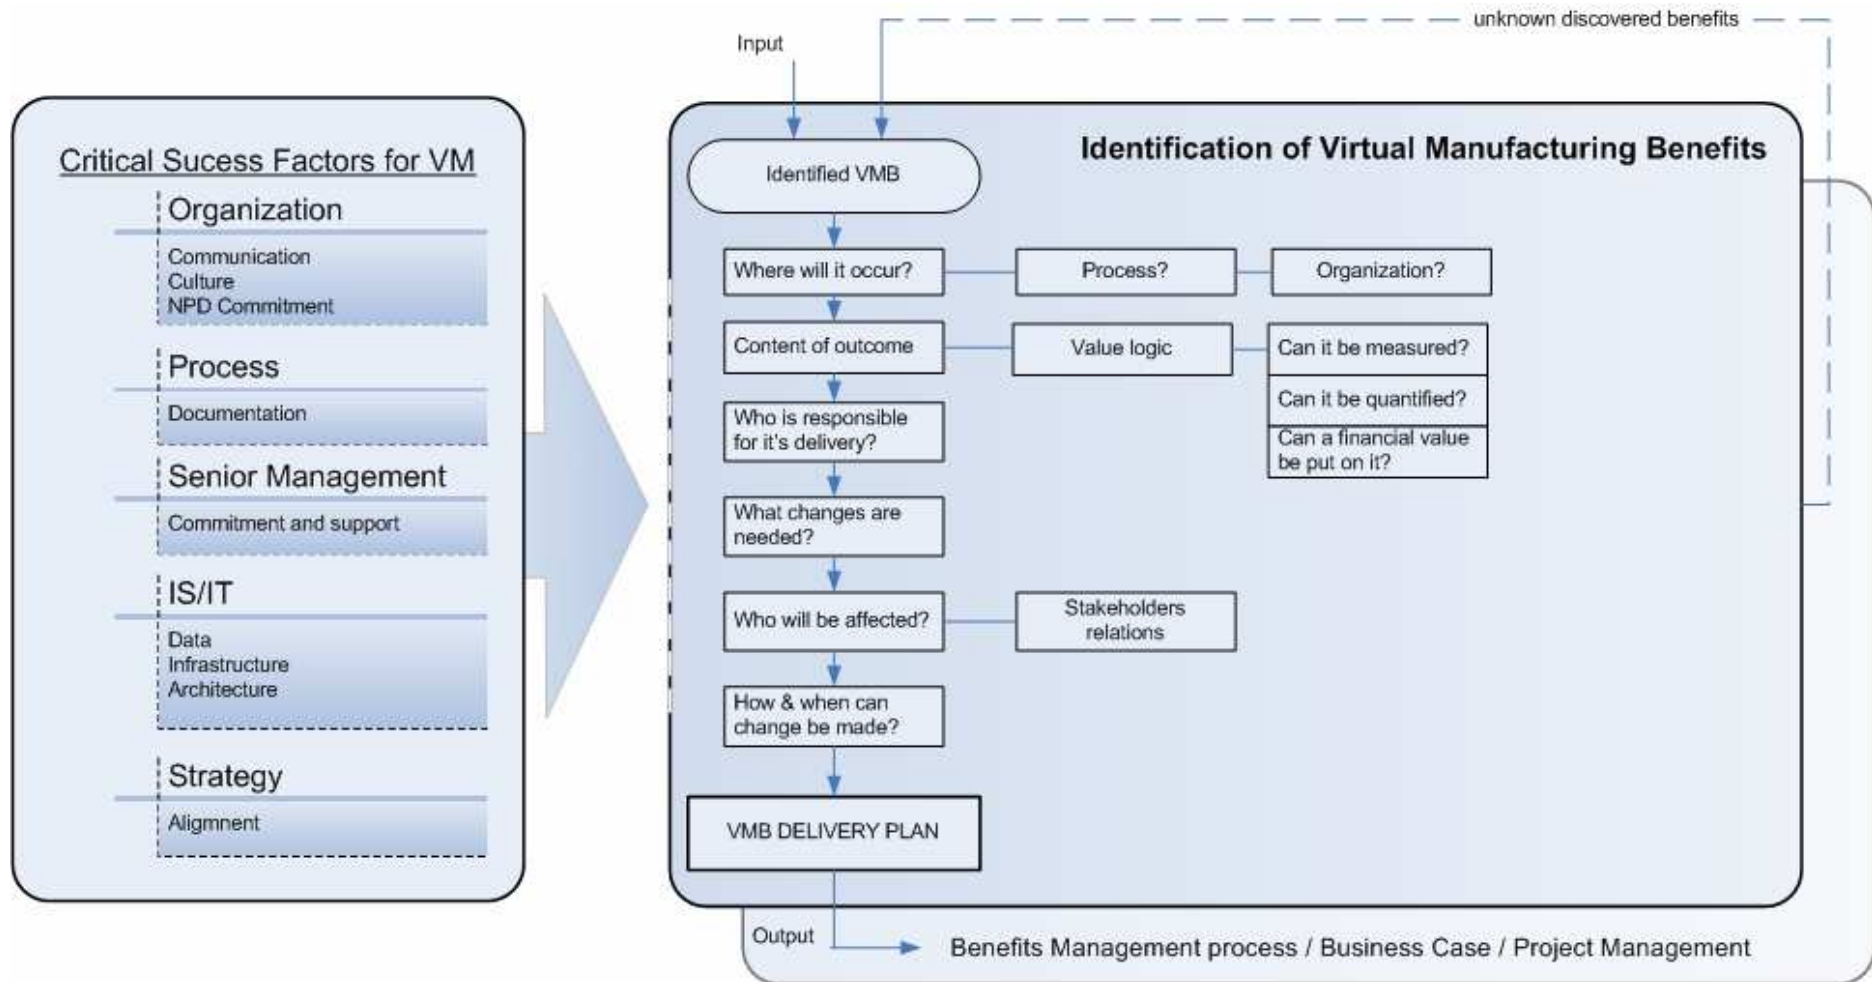 unknown discovered benefits
Input
Critical Sucess Factors for VM
Organization
Communication
Culture
NPD Commitment
Process
Documentation
Senior Management
Commitment and support
IS/IT
Data
Infrastructure
Architecture
Strategy
Aligmnent
Identification of Virtual Manufacturing Benefits
Identified VMB
Where will it occur?
Process?
Organization?
Content of outcome
Value logic
Can it be measured?
Can it be quantified?
Can a financial value
be put on it?
Who is responsible
for it's delivery?
What changes are
needed?
Who will be affected?
Stakeholders
relations
How & when can
change be made?
VMB DELIVERY PLAN
Output
Benefits Management process / Business Case / Project Management